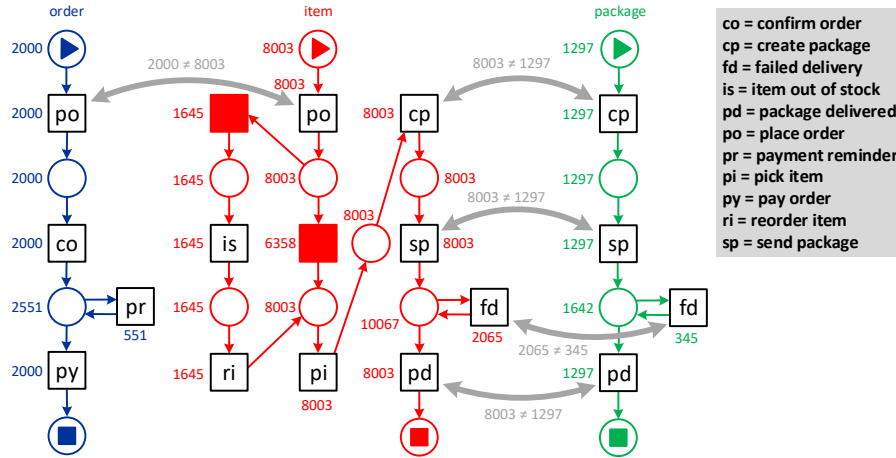 order
item
package
2000
8003
1297
2000 ≠ 8003
8003
8003 ≠ 1297
2000
po
1645
po
8003
cp
1297
cp
2000
1645
8003
8003
1297
8003
8003 ≠ 1297
2000
co
1645
is
6358
sp
8003
1297
sp
2551
pr
551
1645
8003
10067
fd
2065
1642
fd
345
2065 ≠ 345
2000
py
1645
ri
pi
8003
8003
pd
1297
pd
8003 ≠ 1297
co = confirm order
cp = create package
fd = failed delivery
is = item out of stock
pd = package delivered
po = place order
pr = payment reminder
pi = pick item
py = pay order
ri = reorder item
sp = send package